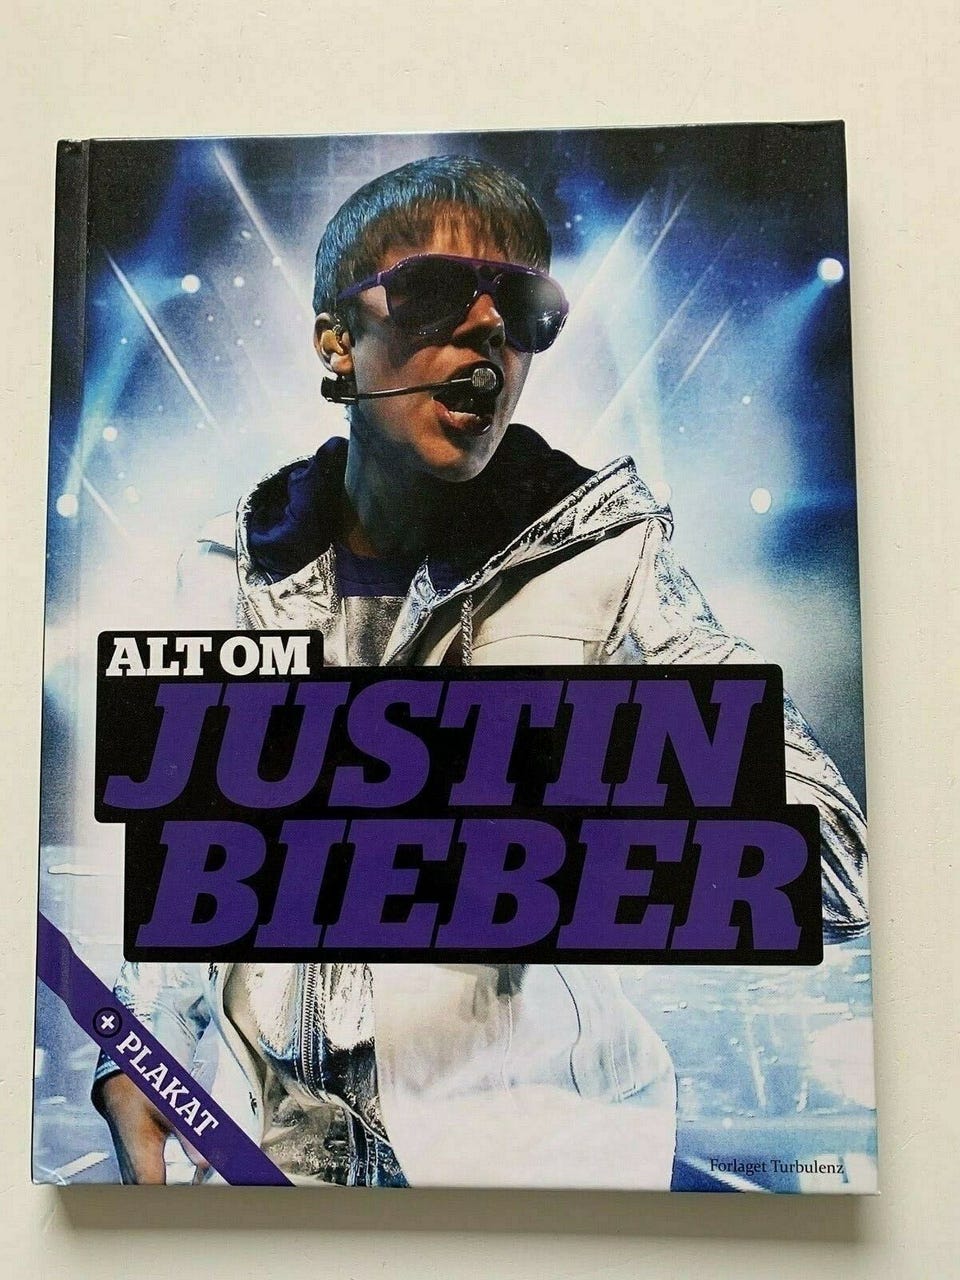 ALT OM
JUSTIN
BIEBER
+ PLAKAT
Forlaget Turbulenz